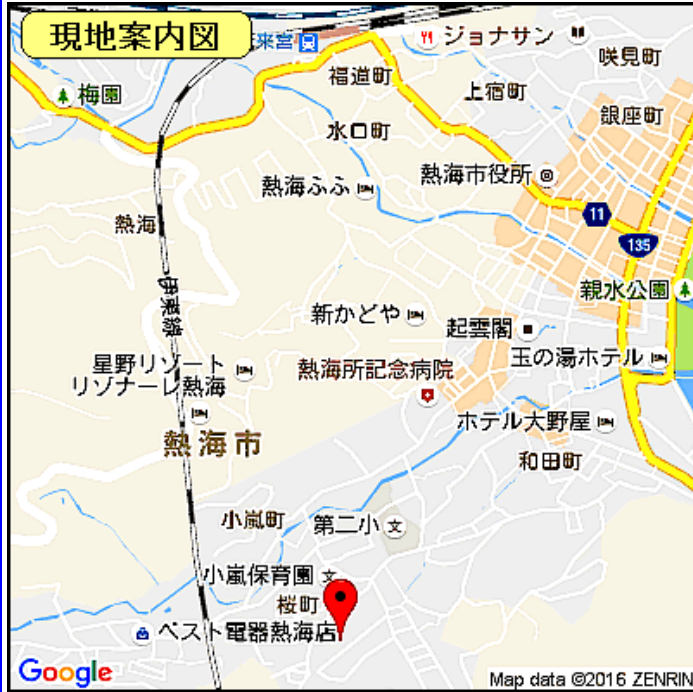 現地案内図
来宮
ジョナサン
咲見町
福道町
上宿町
梅園
銀座町
水口町
熱海市役所
熱海ふふ
11
135
熱海
伊東線
親水公園
新かどや
起雲閣
玉の湯ホテル
星野リゾート
リゾナーレ熱海
熱海所記念病院
ホテル大野屋
熱海市
和田町
小嵐町
第二小
小嵐保育園
桜町
ベスト電器熱海店
Google
Map data ©2016 ZENRIN